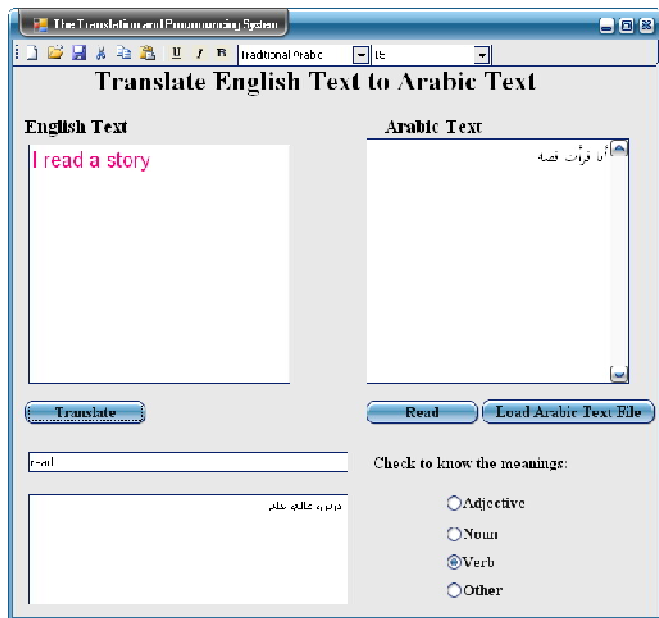 The Translation and Pronouncing System
U I B Traditional Arabic
Translate English Text to Arabic Text
English Text Arabic Text
I read a story
أنا قرأت قصة
Translate Read Load Arabic Text File
read Check to know the meanings:
Adjective
Noun
Verb
Other